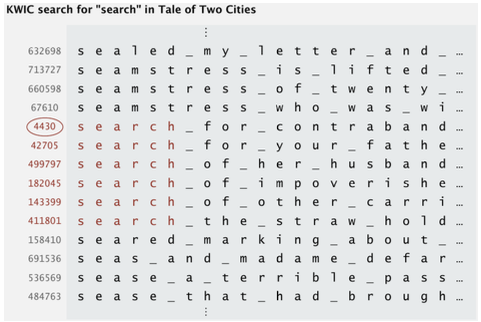 KWIC search for "search" in Tale of Two Cities
⋮
632698 s e a l e d _ m y _ l e t t e r _ a n d _ …
713727 s e a m s t r e s s _ i s _ l i f t e d _ …
660598 s e a m s t r e s s _ o f _ t w e n t y _ …
67610 s e a m s t r e s s _ w h o _ w a s _ w i …
4430 s e a r c h _ f o r _ c o n t r a b a n d …
42705 s e a r c h _ f o r _ y o u r _ f a t h e …
499797 s e a r c h _ o f _ h e r _ h u s b a n d …
182045 s e a r c h _ o f _ i m p o v e r i s h e …
143399 s e a r c h _ o f _ o t h e r _ c a r r i …
411801 s e a r c h _ t h e _ s t r a w _ h o l d …
158410 s e a r e d _ m a r k i n g _ a b o u t _ …
691536 s e a s _ a n d _ m a d a m e _ d e f a r …
536569 s e a s e _ a _ t e r r i b l e _ p a s s …
484763 s e a s e _ t h a t _ h a d _ b r o u g h …
⋮